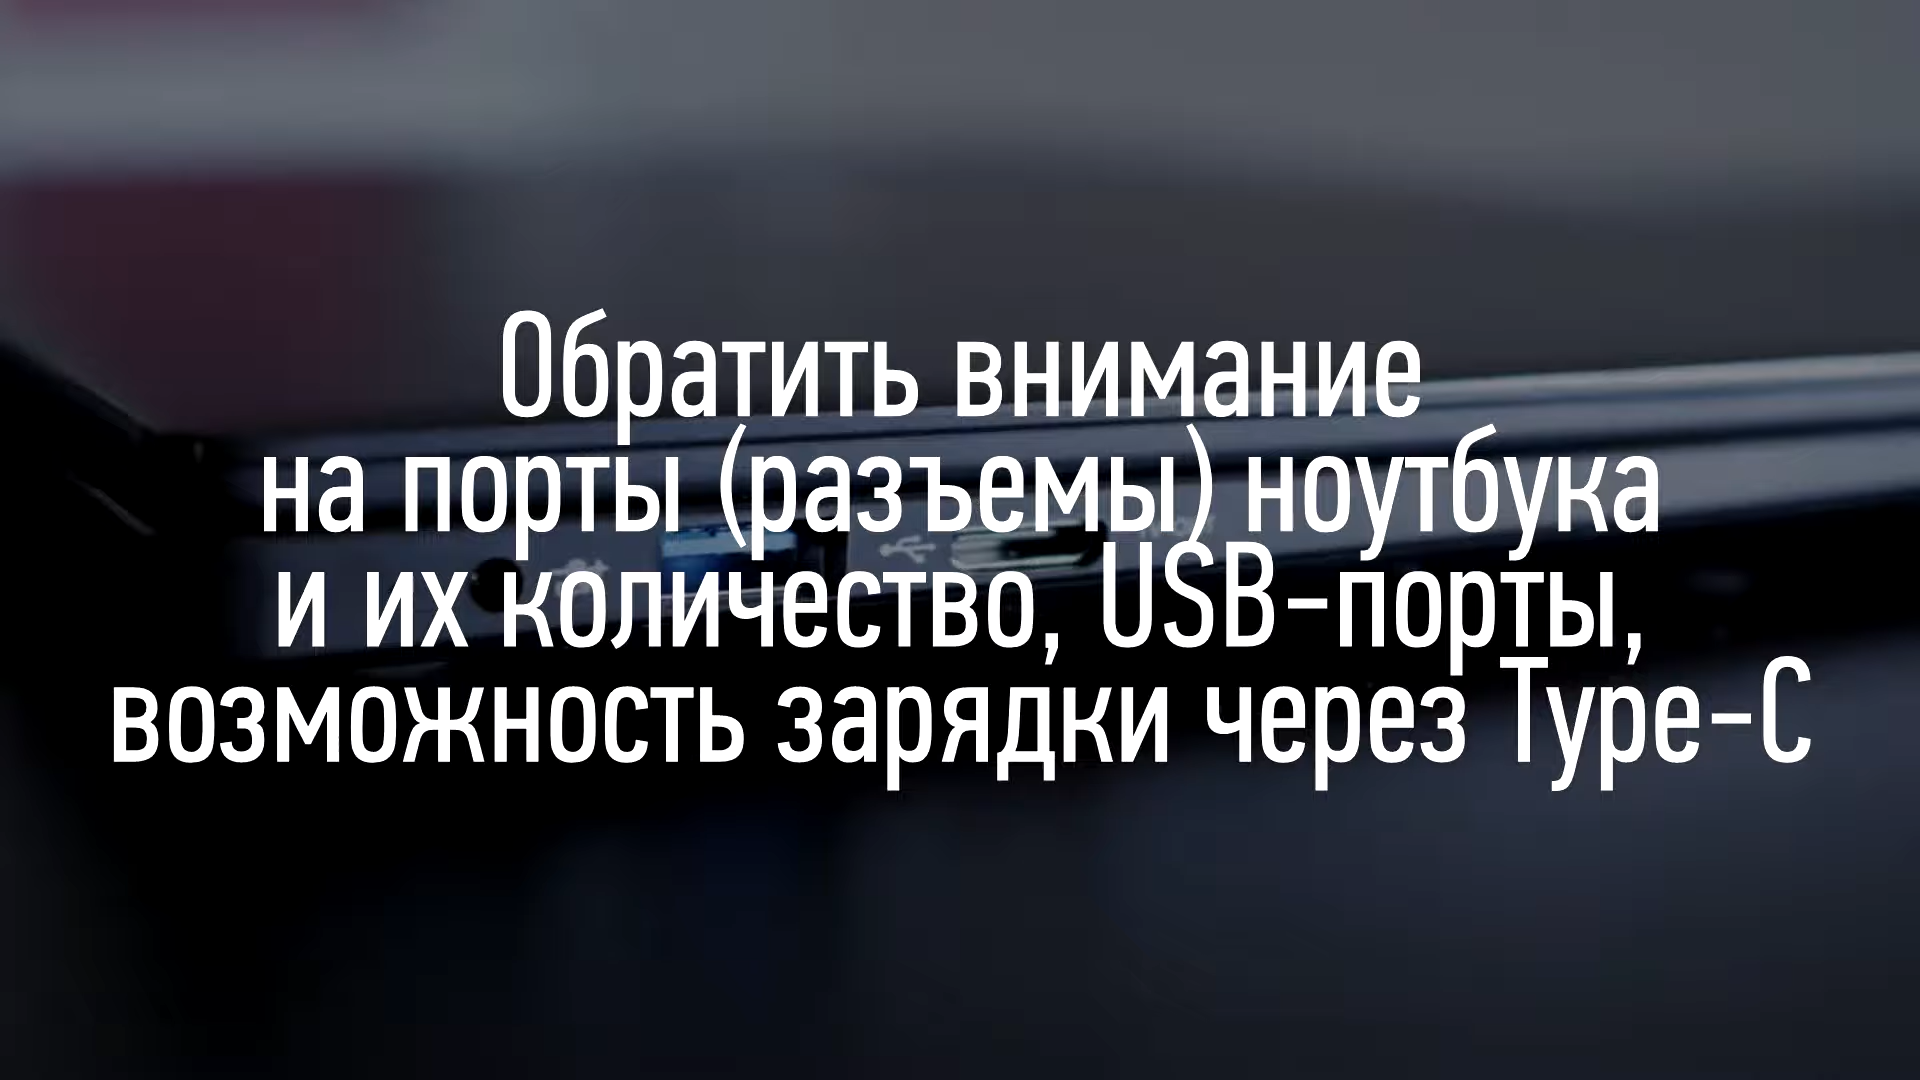 Обратить внимание
на порты (разъемы) ноутбука
и их количество, USB-порты,
возможность зарядки через Type-C